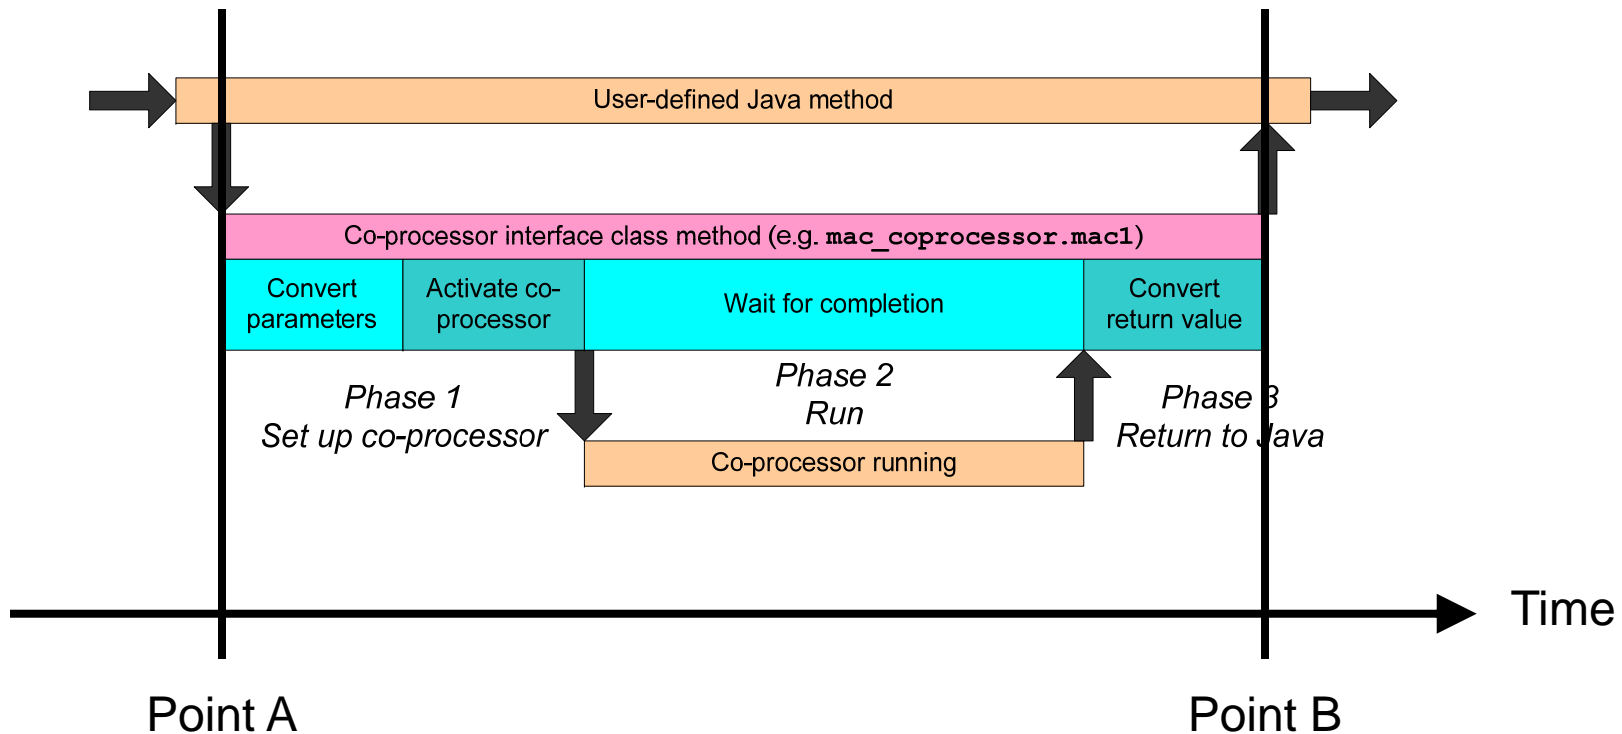 User-defined Java method
Co-processor interface class method (e.g. mac_coprocessor.mac1)
Convert
parameters
Activate co-
processor
Wait for completion
Convert
return value
Phase 1
Set up co-processor
Phase 2
Run
Phase 3
Return to Java
Co-processor running
Time
Point A
Point B